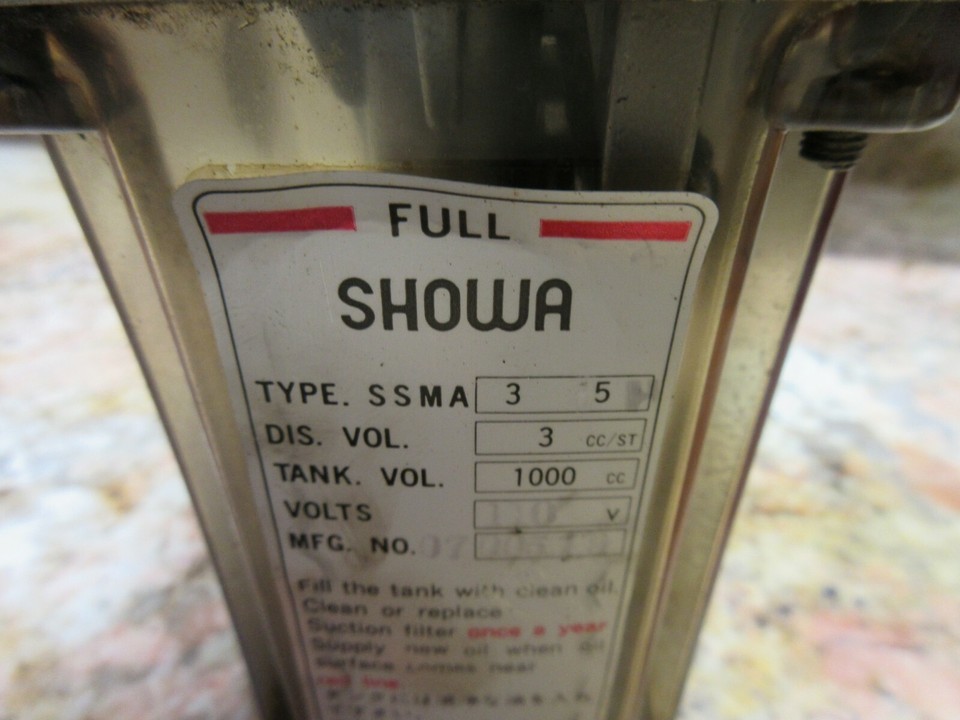 FULL
SHOWA
TYPE. SSMA 3 5
DIS. VOL. 3 CC/ST
TANK. VOL. 1000 CC
VOLTS 110 V
MFG. NO.
Fill the tank with clean oil.
Clean or replace
Suction filter once a year
Supply new oil when oil
surface comes near
red line